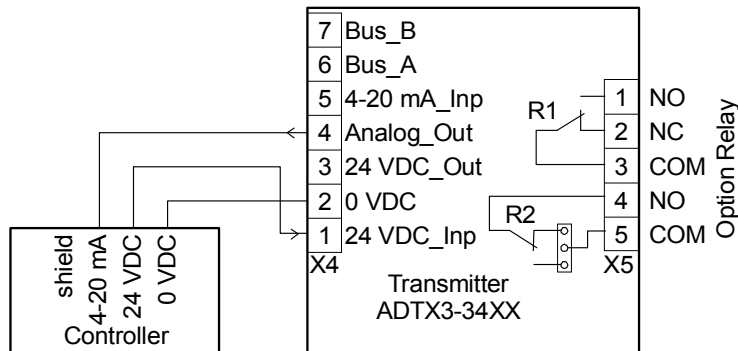 7 Bus_B
6 Bus_A
5 4-20 mA_Inp
4 Analog_Out
3 24 VDC_Out
2 0 VDC
1 24 VDC_Inp
X4
R1
R2
1 NO
2 NC
3 COM
4 NO
5 COM
X5
Option Relay
Transmitter
ADTX3-34XX
shield
4-20 mA
24 VDC
0 VDC
Controller